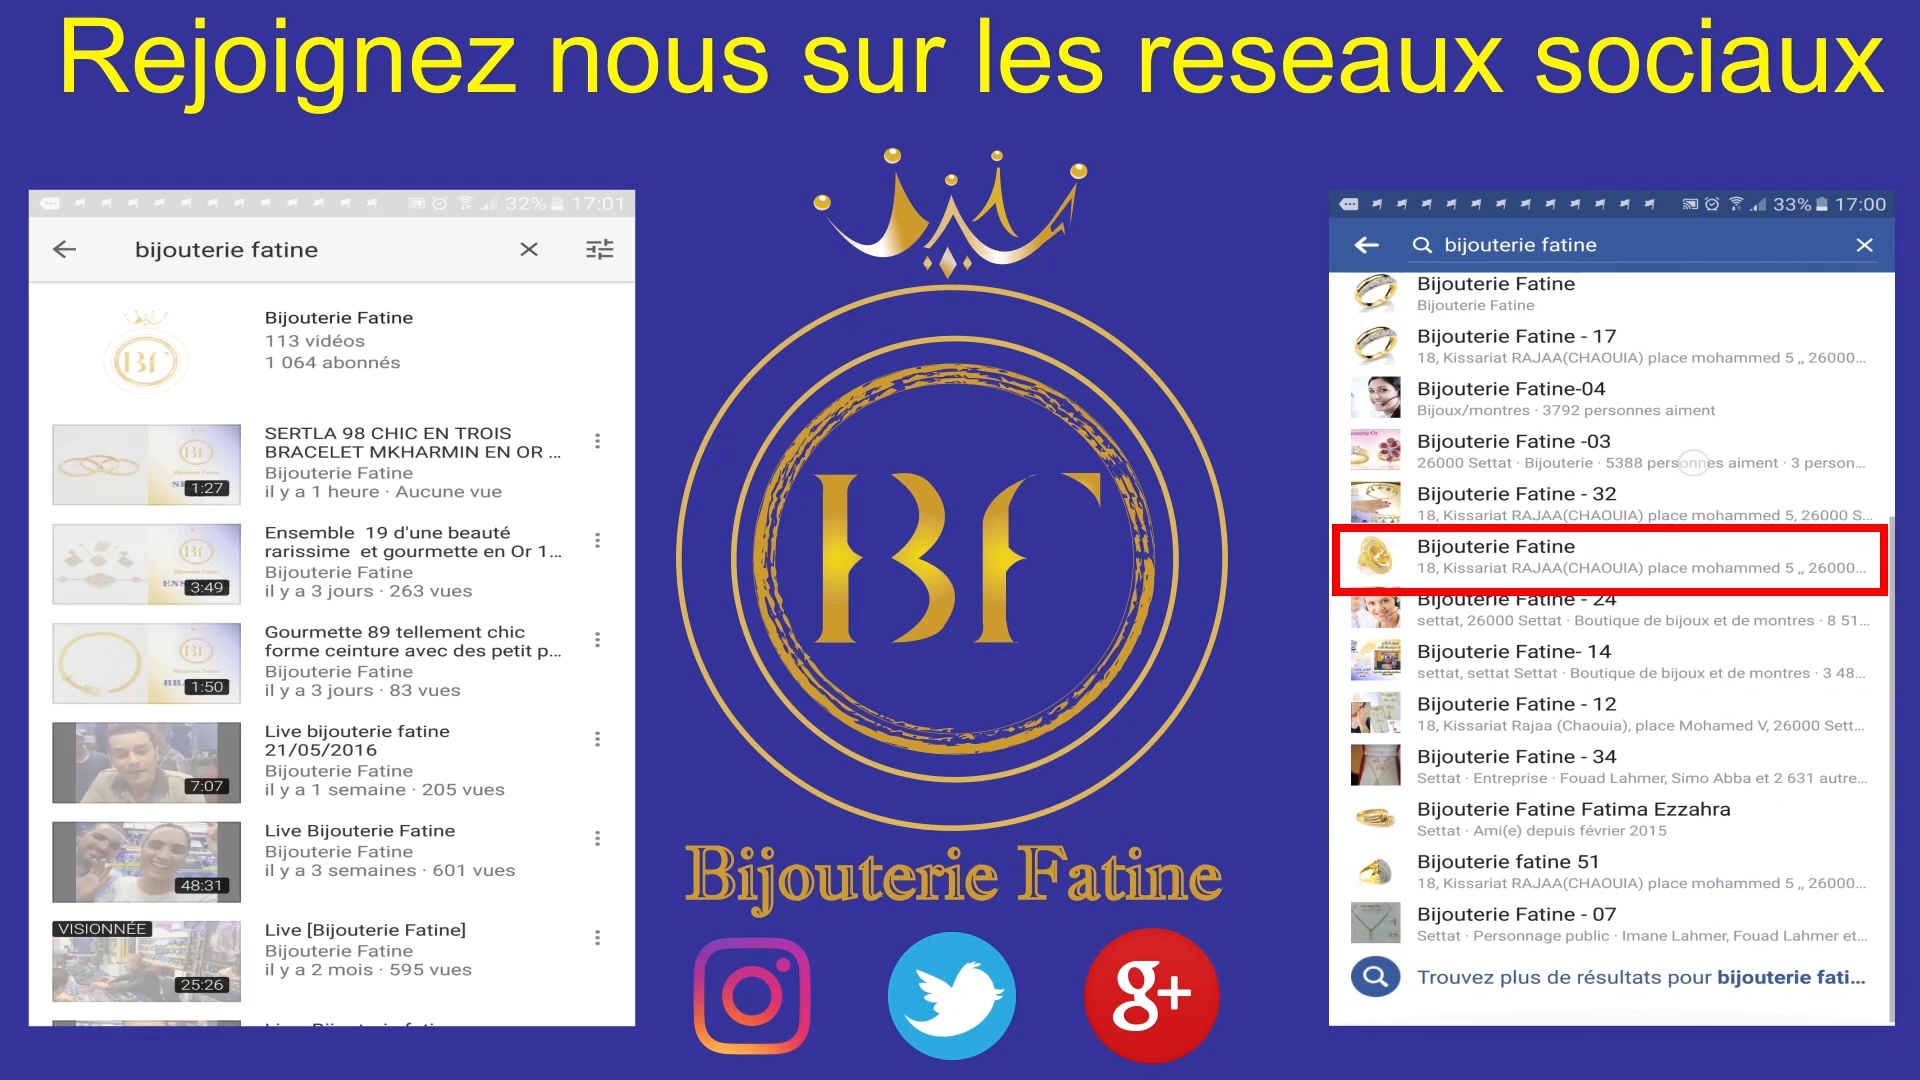 Rejoignez nous sur les reseaux sociaux
32% 17:01
bijouterie fatine
Bijouterie Fatine
113 vidéos
1 064 abonnés
SERTLA 98 CHIC EN TROIS
BRACELET MKHARMIN EN OR ...
Bijouterie Fatine
il y a 1 heure · Aucune vue
1:27
Ensemble 19 d'une beauté
rarissime et gourmette en Or 1...
Bijouterie Fatine
il y a 3 jours · 263 vues
3:49
Gourmette 89 tellement chic
forme ceinture avec des petit p...
Bijouterie Fatine
il y a 3 jours · 83 vues
1:50
Live bijouterie fatine
21/05/2016
Bijouterie Fatine
il y a 1 semaine · 205 vues
7:07
Live Bijouterie Fatine
Bijouterie Fatine
il y a 3 semaines · 601 vues
48:31
VISIONNÉE
Live [Bijouterie Fatine]
Bijouterie Fatine
il y a 2 mois · 595 vues
25:26
BF
Bijouterie Fatine
g+
33% 17:00
bijouterie fatine
Bijouterie Fatine
Bijouterie Fatine
Bijouterie Fatine - 17
18, Kissariat RAJAA(CHAOUIA) place mohammed 5 ,, 26000...
Bijouterie Fatine-04
Bijoux/montres · 3792 personnes aiment
Bijouterie Fatine -03
26000 Settat · Bijouterie · 5388 personnes aiment · 3 person...
Bijouterie Fatine - 32
18, Kissariat RAJAA(CHAOUIA) place mohammed 5, 26000 S...
Bijouterie Fatine
18, Kissariat RAJAA(CHAOUIA) place mohammed 5 ,, 26000...
Bijouterie Fatine - 24
settat, 26000 Settat · Boutique de bijoux et de montres · 8 51...
Bijouterie Fatine- 14
settat, settat Settat · Boutique de bijoux et de montres · 3 48...
Bijouterie Fatine - 12
18, Kissariat Rajaa (Chaouia), place Mohamed V, 26000 Sett...
Bijouterie Fatine - 34
Settat · Entreprise · Fouad Lahmer, Simo Abba et 2 631 autre...
Bijouterie Fatine Fatima Ezzahra
Settat · Ami(e) depuis février 2015
Bijouterie fatine 51
18, Kissariat RAJAA(CHAOUIA) place mohammed 5 ,, 26000...
Bijouterie Fatine - 07
Settat · Personnage public · Imane Lahmer, Fouad Lahmer et...
Trouvez plus de résultats pour bijouterie fati...